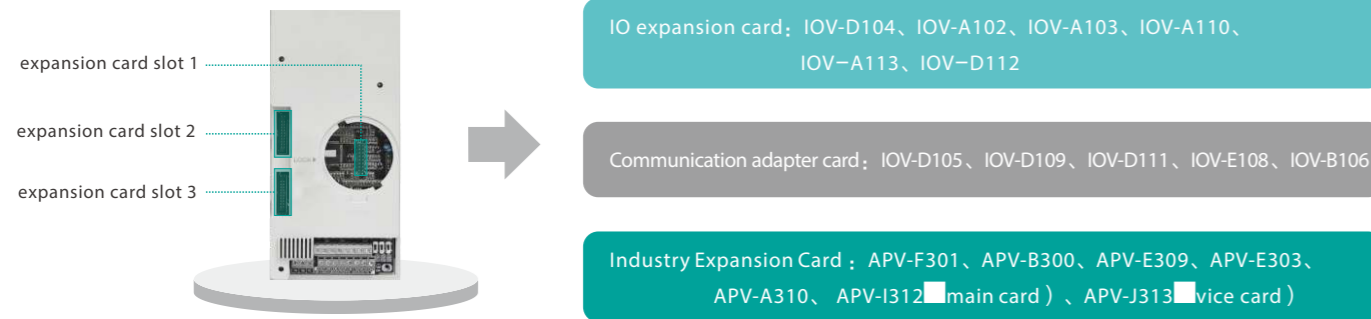 expansion card slot 1
expansion card slot 2
expansion card slot 3
LOCK
IO expansion card：IOV-D104、IOV-A102、IOV-A103、IOV-A110、
IOV－A113、IOV－D112
Communication adapter card：IOV-D105、IOV-D109、IOV-D111、IOV-E108、IOV-B106
Industry Expansion Card：APV-F301、APV-B300、APV-E309、APV-E303、
APV-A310、 APV-I312 main card）、APV-J313 vice card）